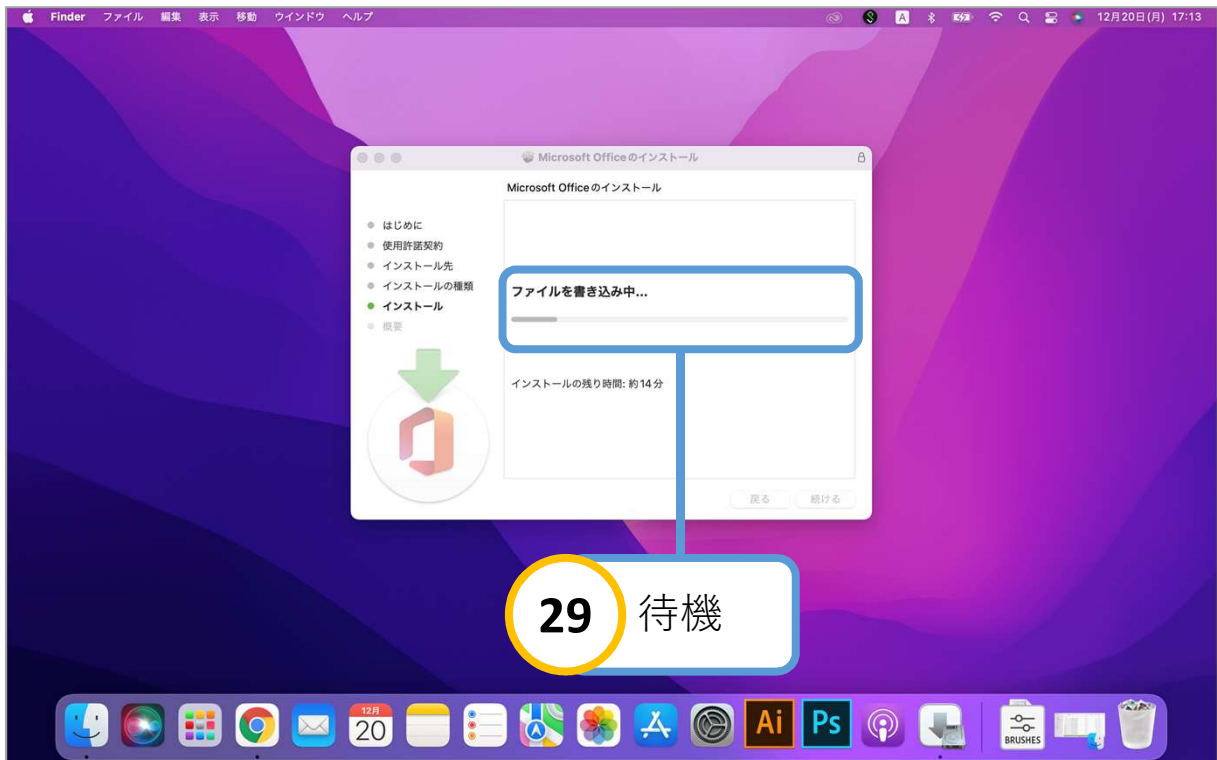 Finder ファイル 編集 表示 移動 ウインドウ ヘルプ
A
12月20日(月) 17:13
Microsoft Officeのインストール
Microsoft Officeのインストール
はじめに
使用許諾契約
インストール先
インストールの種類
インストール
概要
ファイルを書き込み中...
インストールの残り時間: 約14分
戻る
続ける
29
待機
12月
20
Ai
Ps
BRUSHES